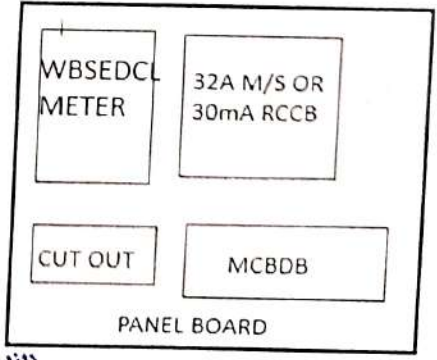 WBSEDCL
METER
32A M/S OR
30mA RCCB
CUT OUT
MCBDB
PANEL BOARD